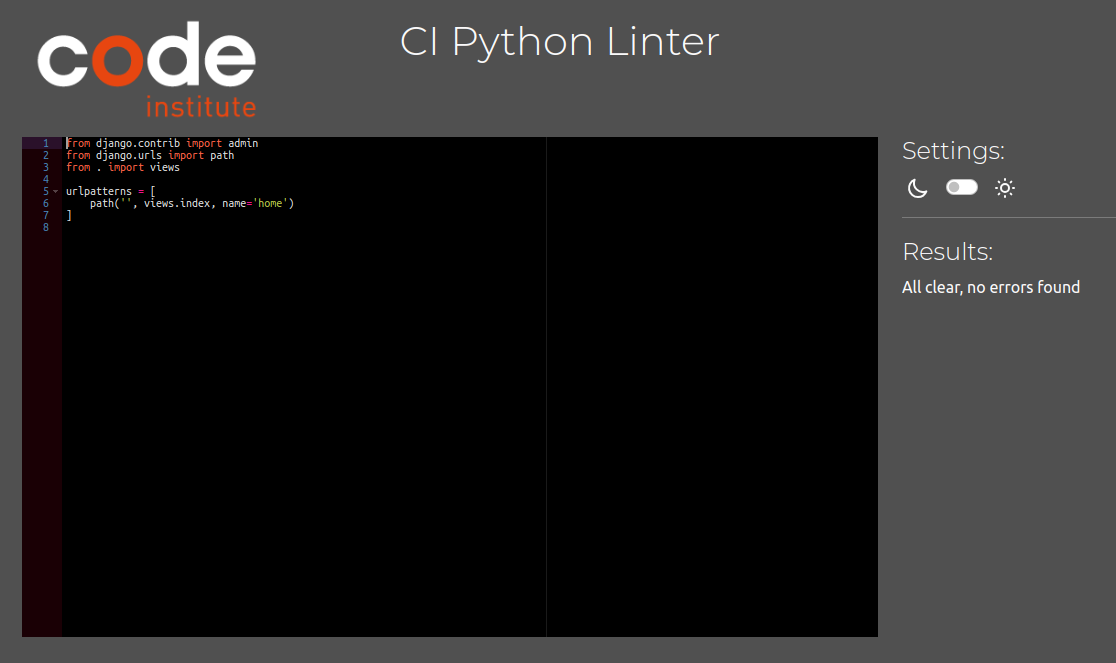 code
institute
CI Python Linter
1 from django.contrib import admin
2 from django.urls import path
3 from . import views
4
5 urlpatterns = [
6     path('', views.index, name='home')
7 ]
8
Settings:
Results:
All clear, no errors found